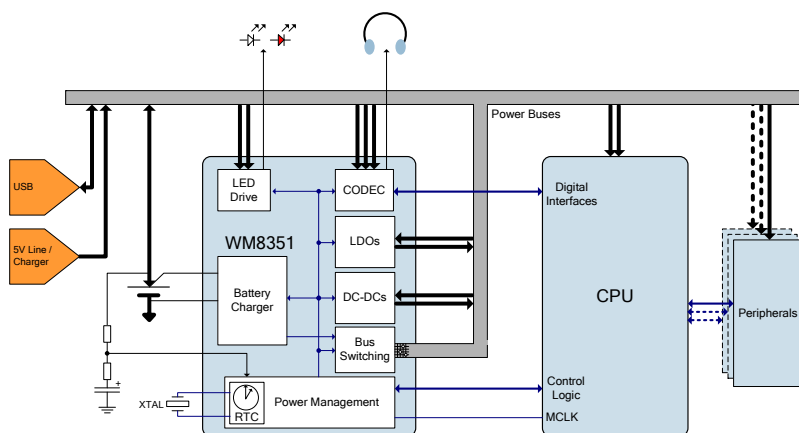 Power Buses
USB
5V Line /
Charger
LED
Drive
CODEC
Digital
Interfaces
WM8351
LDOs
Battery
Charger
DC-DCs
CPU
Peripherals
Bus
Switching
+
XTAL
RTC
Power Management
Control
Logic
MCLK